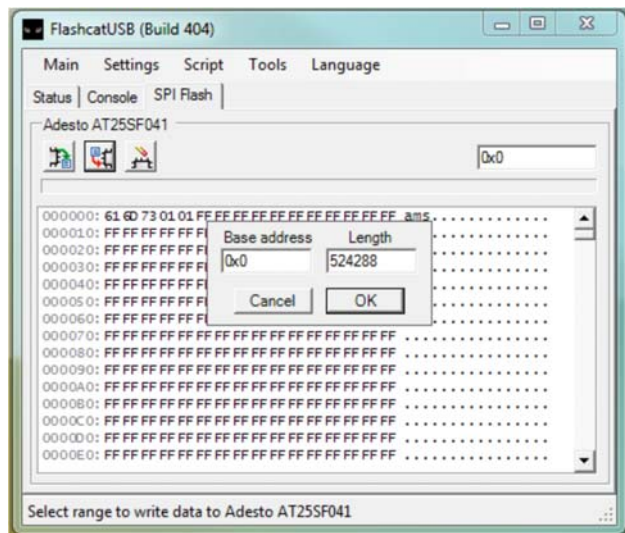 FlashcatUSB (Build 404)
Main Settings Script Tools Language
Status Console SPI Flash
Adesto AT25SF041
0x0
000000: 61 6D 73 01 01 FF FF FF FF FF FF FF FF FF FF FF ams.............
000010: FF FF FF FF FF .............
000020: FF FF FF FF FF .............
000030: FF FF FF FF FF .............
000040: FF FF FF FF FF .............
000050: FF FF FF FF FF .............
000060: FF FF FF FF FF .............
Base address Length
0x0 524288
Cancel OK
000070: FF FF FF FF FF FF FF FF FF FF FF FF FF FF FF FF ................
000080: FF FF FF FF FF FF FF FF FF FF FF FF FF FF FF FF ................
000090: FF FF FF FF FF FF FF FF FF FF FF FF FF FF FF FF ................
0000A0: FF FF FF FF FF FF FF FF FF FF FF FF FF FF FF FF ................
0000B0: FF FF FF FF FF FF FF FF FF FF FF FF FF FF FF FF ................
0000C0: FF FF FF FF FF FF FF FF FF FF FF FF FF FF FF FF ................
0000D0: FF FF FF FF FF FF FF FF FF FF FF FF FF FF FF FF ................
0000E0: FF FF FF FF FF FF FF FF FF FF FF FF FF FF FF FF ................
Select range to write data to Adesto AT25SF041